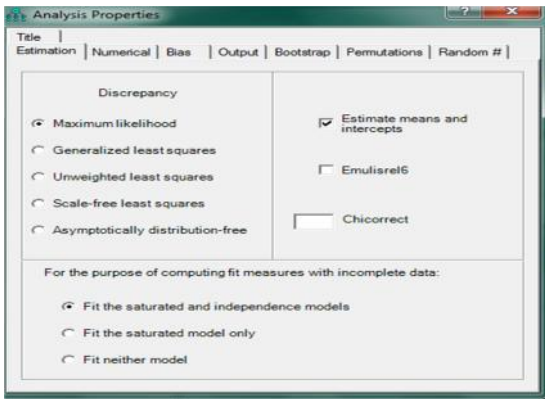 Analysis Properties
Title
Estimation Numerical Bias Output Bootstrap Permutations Random #
Discrepancy
Maximum likelihood
Generalized least squares
Unweighted least squares
Scale-free least squares
Asymptotically distribution-free
Estimate means and
intercepts
Emulisrel6
Chicorrect
For the purpose of computing fit measures with incomplete data:
Fit the saturated and independence models
Fit the saturated model only
Fit neither model